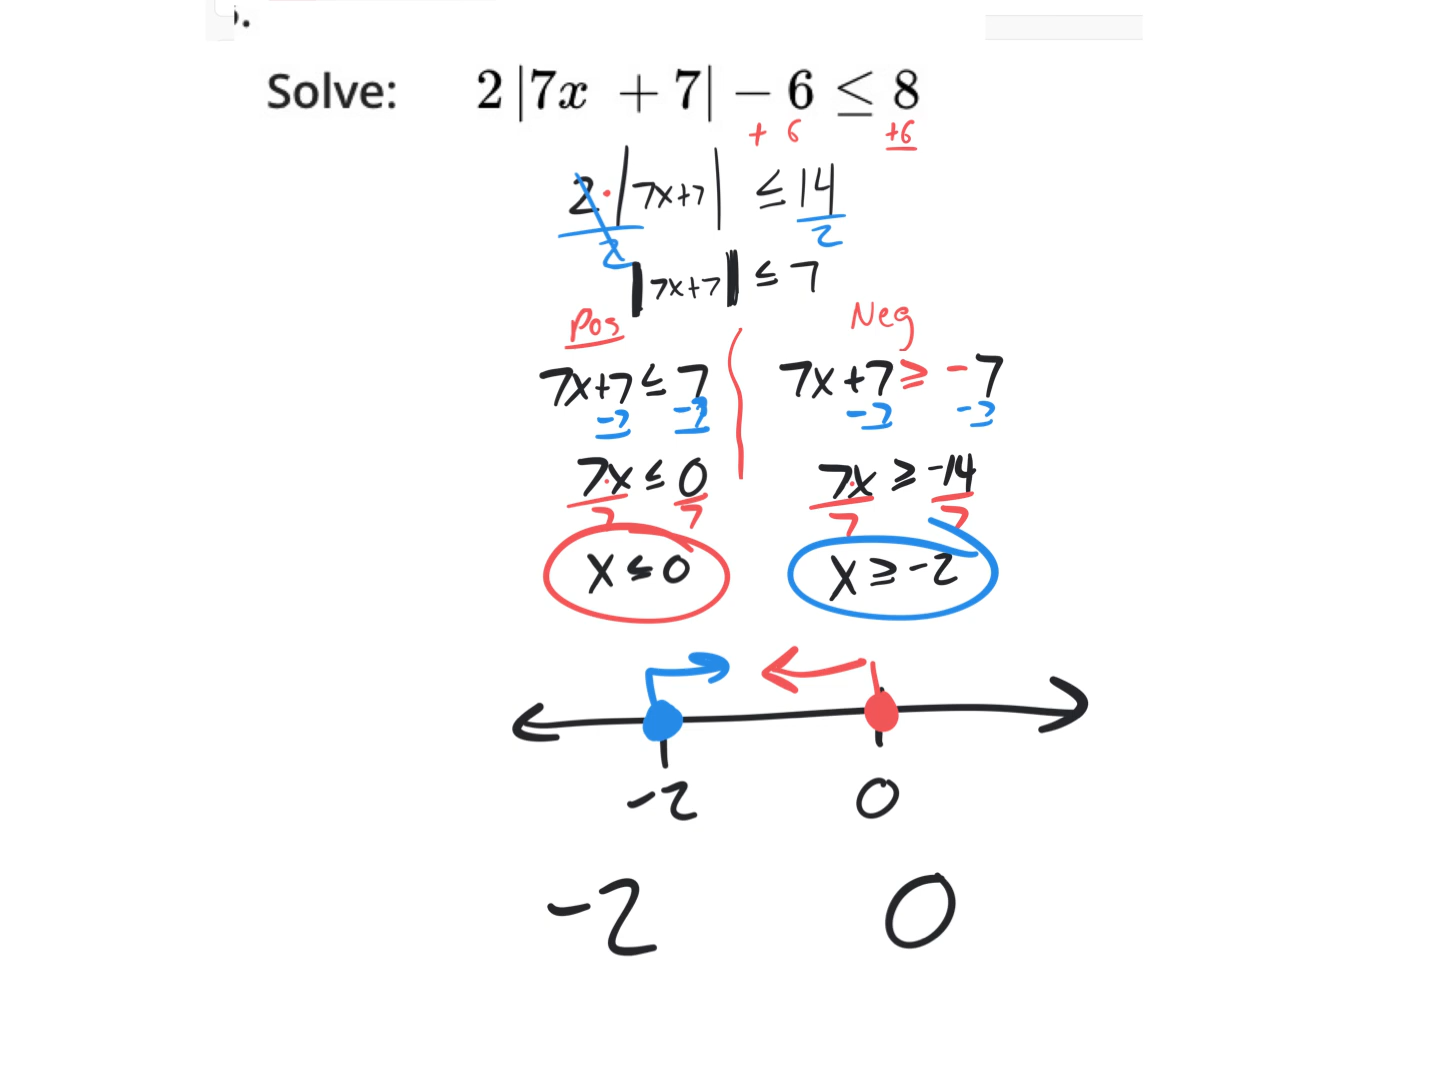 Solve: 2|7x + 7| − 6 ≤ 8
+ 6 +6
2·|7x+7| ≤ 14
2 2
|7x+7| ≤ 7
Pos Neg
7x+7 ≤ 7 7x+7 ≥ -7
-7 -7 -7 -7
7·x ≤ 0 7·x ≥ -14
7 7 7 7
x ≤ 0 x ≥ -2
-2 0
-2 0